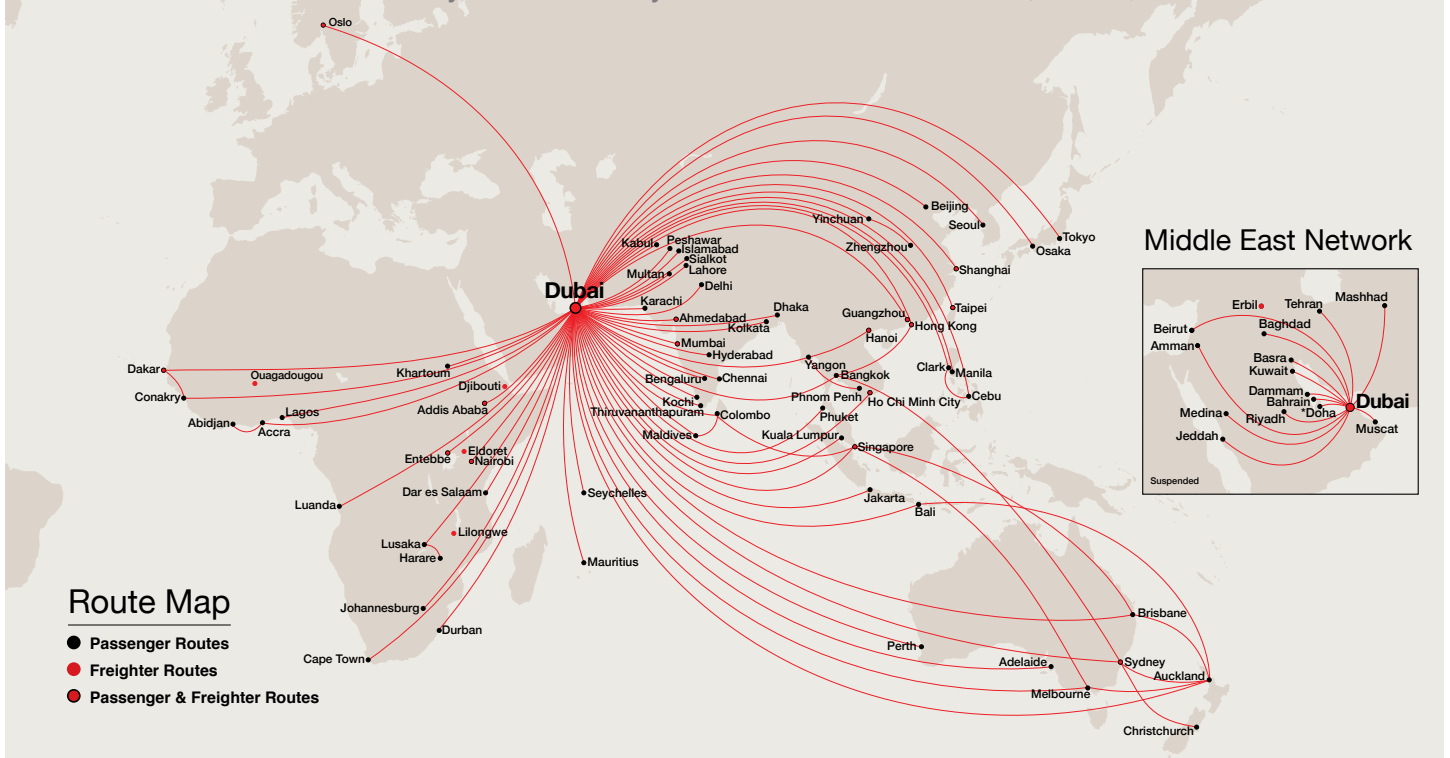 Oslo
Beijing
Yinchuan
Seoul
Tokyo
Zhengzhou
Osaka
Kabul
Peshawar
Islamabad
Sialkot
Lahore
Multan
Delhi
Shanghai
Dubai
Karachi
Dhaka
Ahmedabad
Kolkata
Guangzhou
Taipei
Hong Kong
Hanoi
Mumbai
Hyderabad
Yangon
Bangkok
Clark
Manila
Bengaluru
Chennai
Phnom Penh
Ho Chi Minh City
Cebu
Kochi
Thiruvananthapuram
Colombo
Phuket
Maldives
Kuala Lumpur
Singapore
Jakarta
Bali
Dakar
Ouagadougou
Khartoum
Djibouti
Conakry
Addis Ababa
Lagos
Abidjan
Accra
Entebbe
Eldoret
Nairobi
Dar es Salaam
Seychelles
Luanda
Lilongwe
Lusaka
Harare
Mauritius
Johannesburg
Durban
Cape Town
Brisbane
Perth
Adelaide
Sydney
Auckland
Melbourne
Christchurch
Middle East Network
Mashhad
Erbil
Tehran
Beirut
Baghdad
Amman
Basra
Kuwait
Dammam
Bahrain
Dubai
Medina
Riyadh
*Doha
Muscat
Jeddah
Suspended
Route Map
Passenger Routes
Freighter Routes
Passenger & Freighter Routes